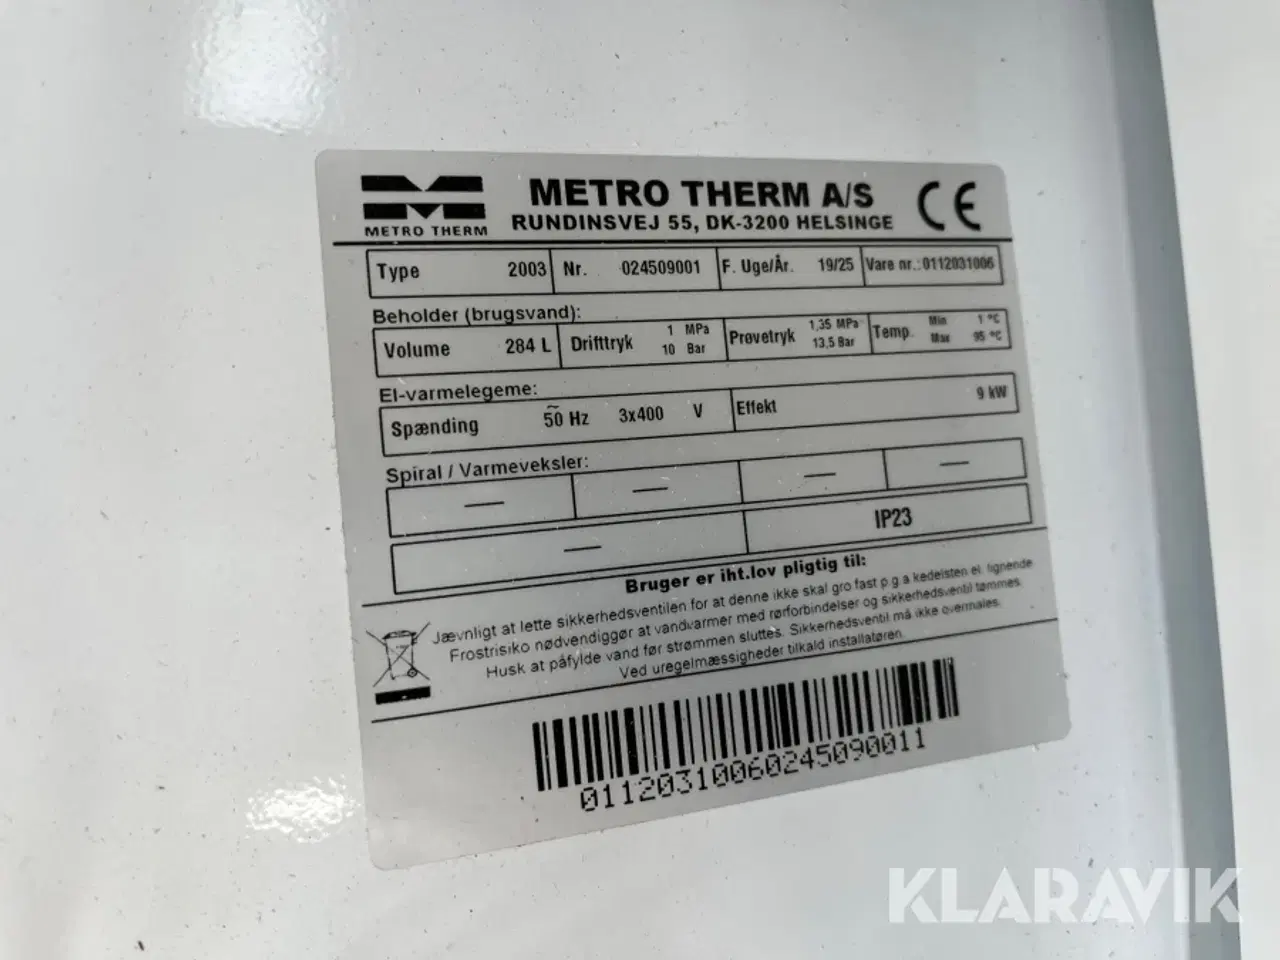 METRO THERM
METRO THERM A/S
RUNDINSVEJ 55, DK-3200 HELSINGE
CE
Type 2003 Nr. 024509001 F. Uge/År. 19/25 Vare nr.:0112031006
Beholder (brugsvand):
Volume 284 L Drifttryk 1 MPa 10 Bar Prøvetryk 1,35 MPa 13,5 Bar Temp. Min 1 °C Max 95 °C
El-varmelegeme:
Spænding ~ 50 Hz 3x400 V Effekt 9 kW
Spiral / Varmeveksler:
— — — —
— IP23
Bruger er iht.lov pligtig til:
Jævnligt at lette sikkerhedsventilen for at denne ikke skal gro fast p.g.a kedelsten el. lignende
Frostrisiko nødvendiggør at vandvarmer med rørforbindelser og sikkerhedsventil tømmes.
Husk at påfylde vand før strømmen sluttes. Sikkerhedsventil må ikke overmales.
Ved uregelmæssigheder tilkald installatøren.
01120310060245090011
KLARAVIK